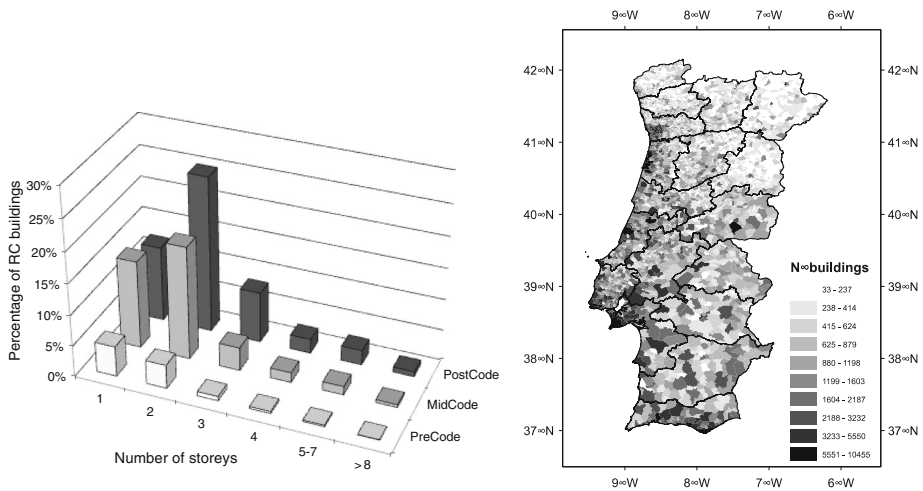 Percentage of RC buildings
30%
25%
20%
15%
10%
5%
0%
1
2
3
4
5-7
>8
Number of storeys
PostCode
MidCode
PreCode
9∞W 8∞W 7∞W 6∞W
42∞N 42∞N
41∞N 41∞N
40∞N 40∞N
39∞N 39∞N
38∞N 38∞N
37∞N 37∞N
N∞buildings
33 - 237
238 - 414
415 - 624
625 - 879
880 - 1198
1199 - 1603
1604 - 2187
2188 - 3232
3233 - 5550
5551 - 10455
9∞W 8∞W 7∞W 6∞W